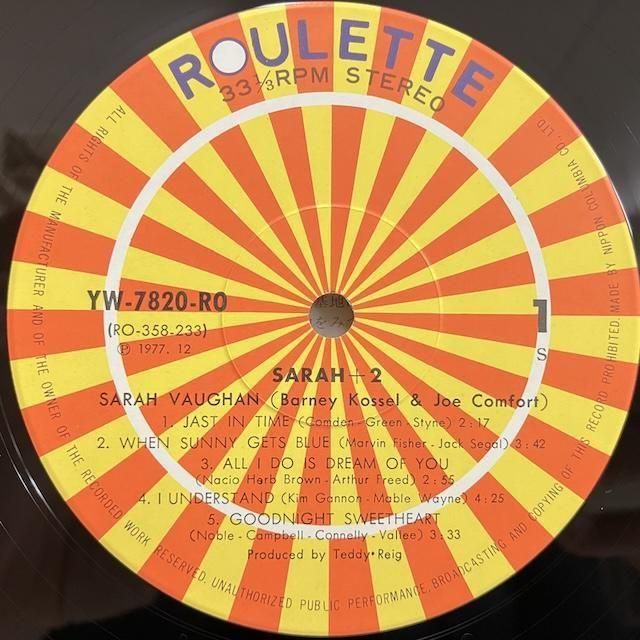 ROULETTE
33⅓RPM STEREO
YW-7820-RO
(RO-358-233)
Ⓟ 1977. 12
1
S
SARAH+2
SARAH VAUGHAN (Barney Kossel & Joe Comfort)
1. JAST IN TIME (Comden-Green-Styne) 2:17
2. WHEN SUNNY GETS BLUE (Marvin Fisher-Jack Segal) 3:42
3. ALL I DO IS DREAM OF YOU
(Nacio Herb Brown-Arthur Freed) 2:55
4. I UNDERSTAND (Kim Gannon-Mable Wayne) 4:25
5. GOODNIGHT SWEETHEART
(Noble-Campbell-Connelly-Vallee) 3:33
Produced by Teddy•Reig
ALL RIGHTS OF THE MANUFACTURER AND OF THE OWNER OF THE RECORDED WORK RESERVED. UNAUTHORIZED PUBLIC PERFORMANCE, BROADCASTING AND COPYING OF THIS RECORD PROHIBITED. MADE BY NIPPON COLUMBIA CO., LTD.
地
をみ